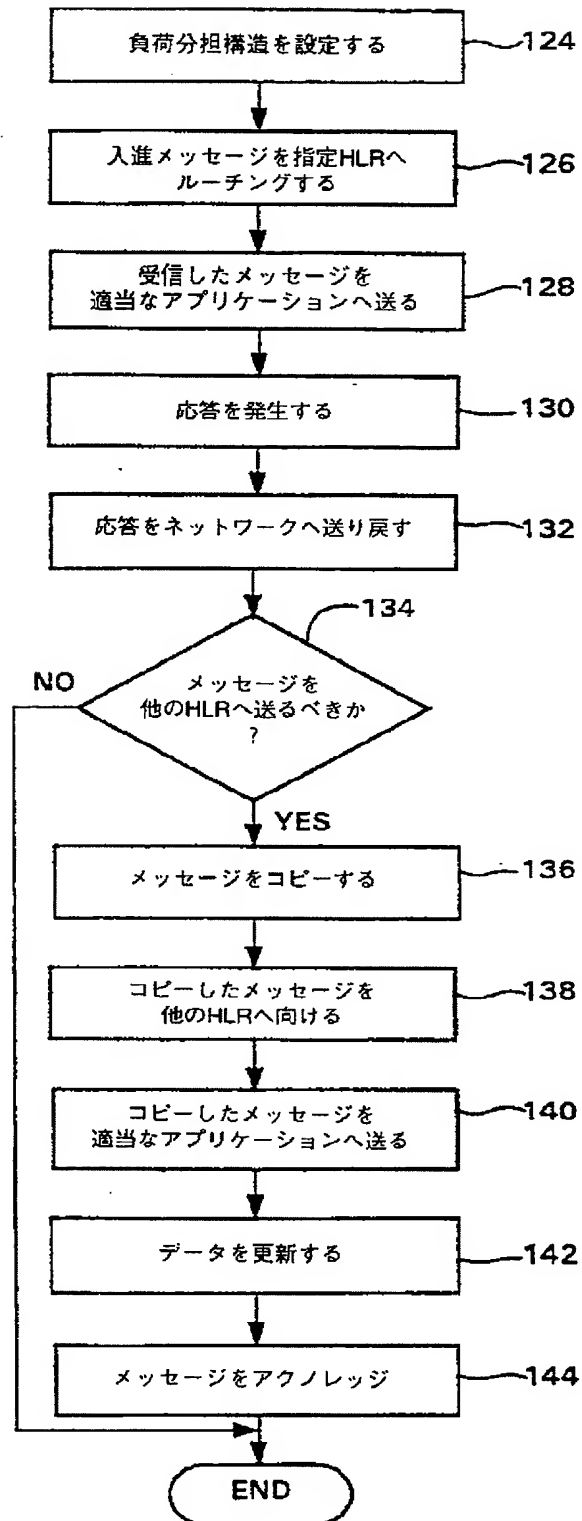 負荷分担構造を設定する
124
入進メッセージを指定HLRへ
ルーチングする
126
受信したメッセージを
適当なアプリケーションへ送る
128
応答を発生する
130
応答をネットワークへ送り戻す
132
134
メッセージを
他のHLRへ送るべきか
?
NO
YES
メッセージをコピーする
136
コピーしたメッセージを
他のHLRへ向ける
138
コピーしたメッセージを
適当なアプリケーションへ送る
140
データを更新する
142
メッセージをアクノレッジ
144
END